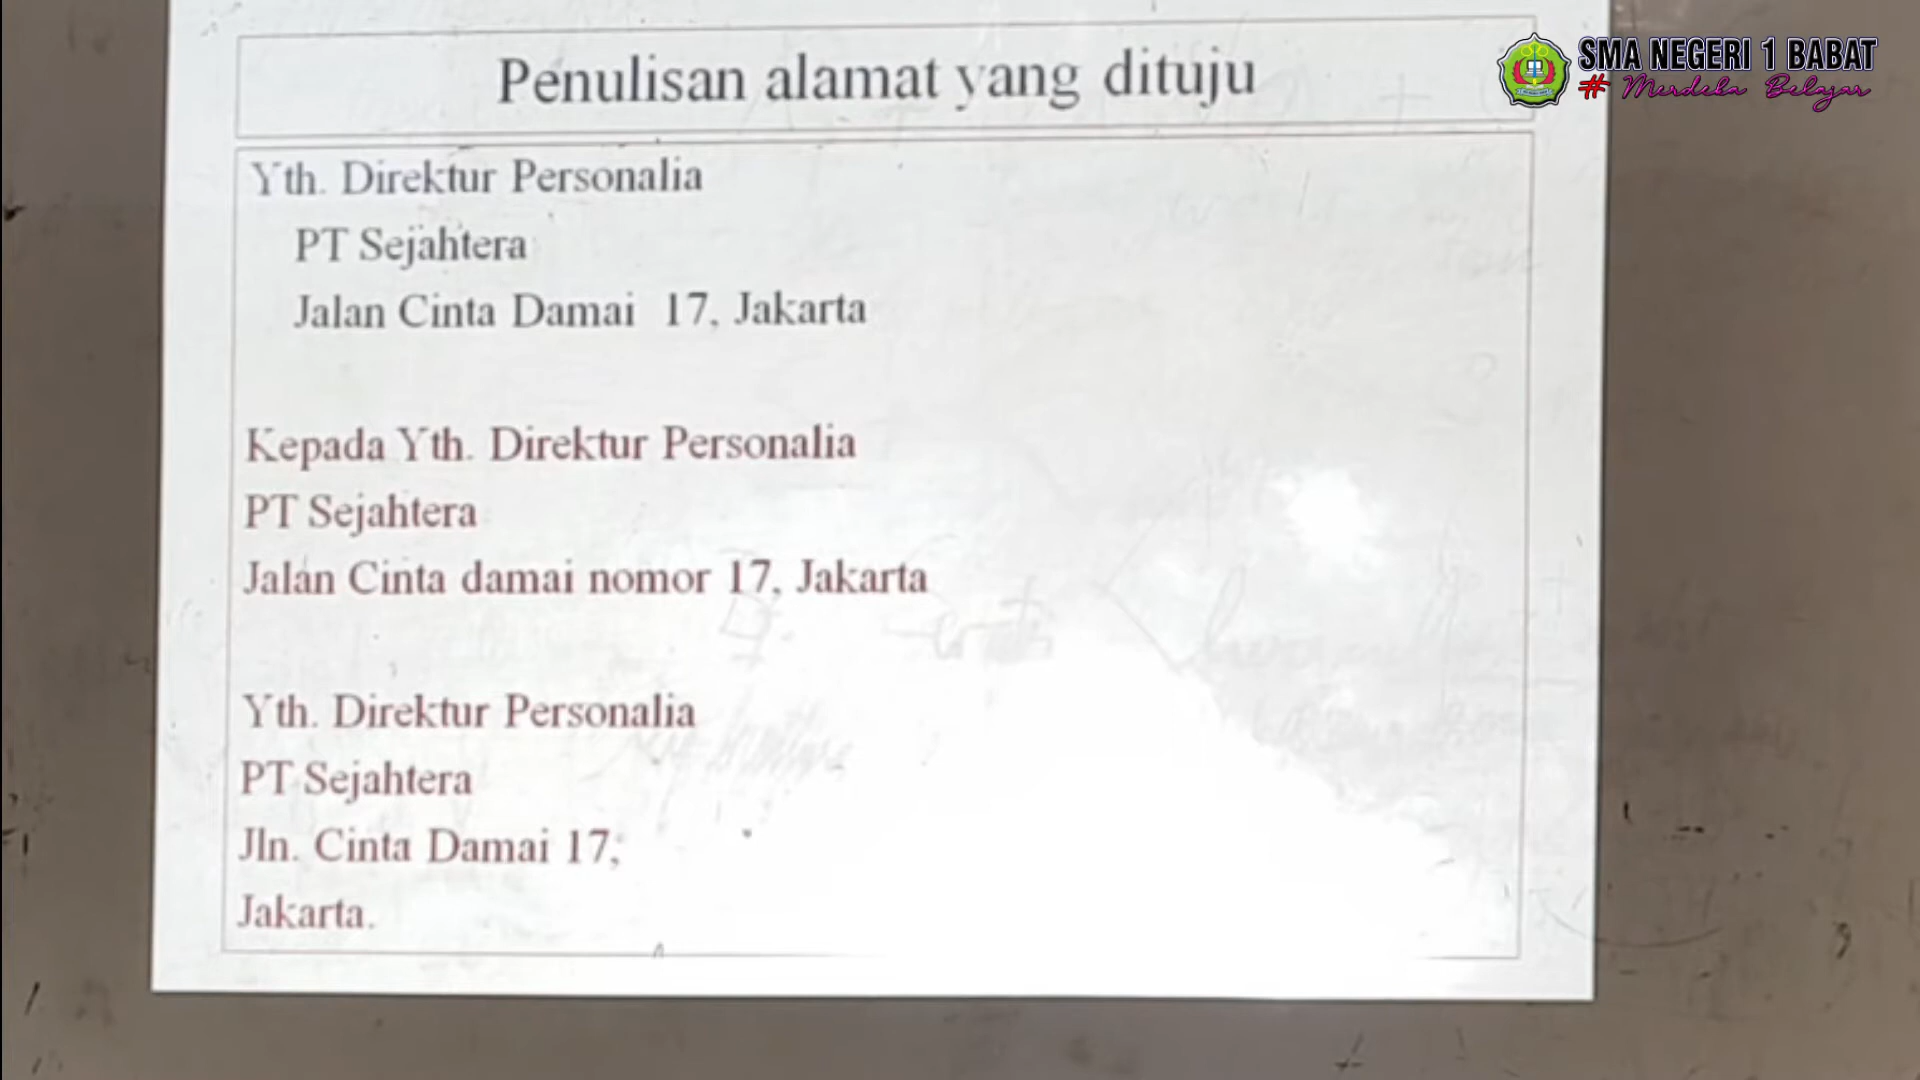 SMA NEGERI 1 BABAT
# Merdeka Belajar
Penulisan alamat yang dituju
Yth. Direktur Personalia
PT Sejahtera
Jalan Cinta Damai 17, Jakarta
Kepada Yth. Direktur Personalia
PT Sejahtera
Jalan Cinta damai nomor 17, Jakarta
Yth. Direktur Personalia
PT Sejahtera
Jln. Cinta Damai 17,
Jakarta.